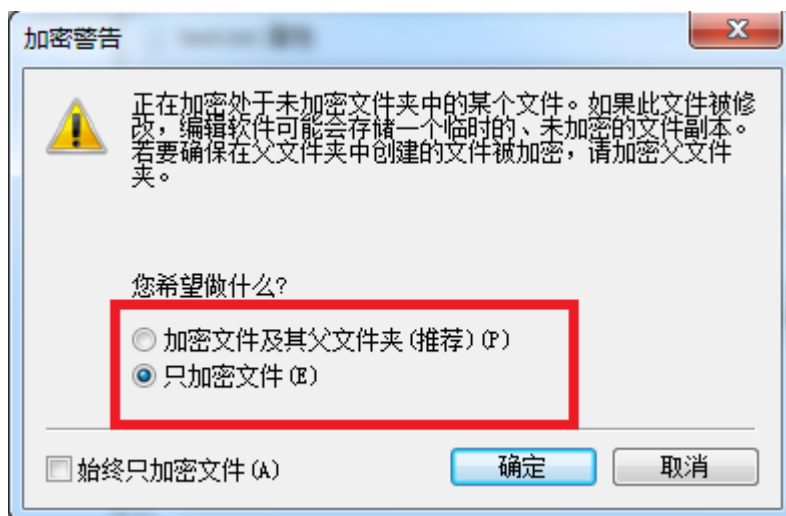 加密警告
正在加密处于未加密文件夹中的某个文件。如果此文件被修
改，编辑软件可能会存储一个临时的、未加密的文件副本。
若要确保在父文件夹中创建的文件被加密，请加密父文件
夹。
您希望做什么?
加密文件及其父文件夹(推荐)(P)
只加密文件(E)
始终只加密文件(A)
确定
取消